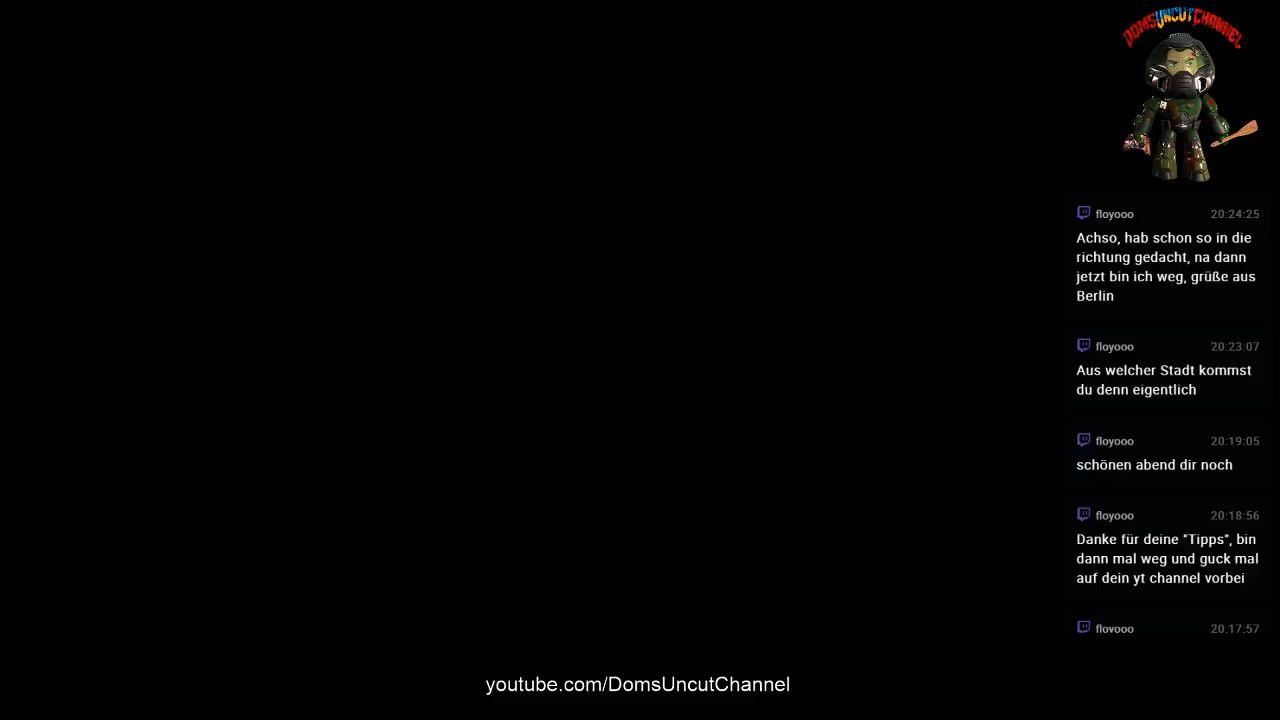 DOMSUNCUTCHANNEL
floyooo 20:24:25
Achso, hab schon so in die
richtung gedacht, na dann
jetzt bin ich weg, grüße aus
Berlin
floyooo 20:23:07
Aus welcher Stadt kommst
du denn eigentlich
floyooo 20:19:05
schönen abend dir noch
floyooo 20:18:56
Danke für deine "Tipps", bin
dann mal weg und guck mal
auf dein yt channel vorbei
floyooo 20:17:57
youtube.com/DomsUncutChannel